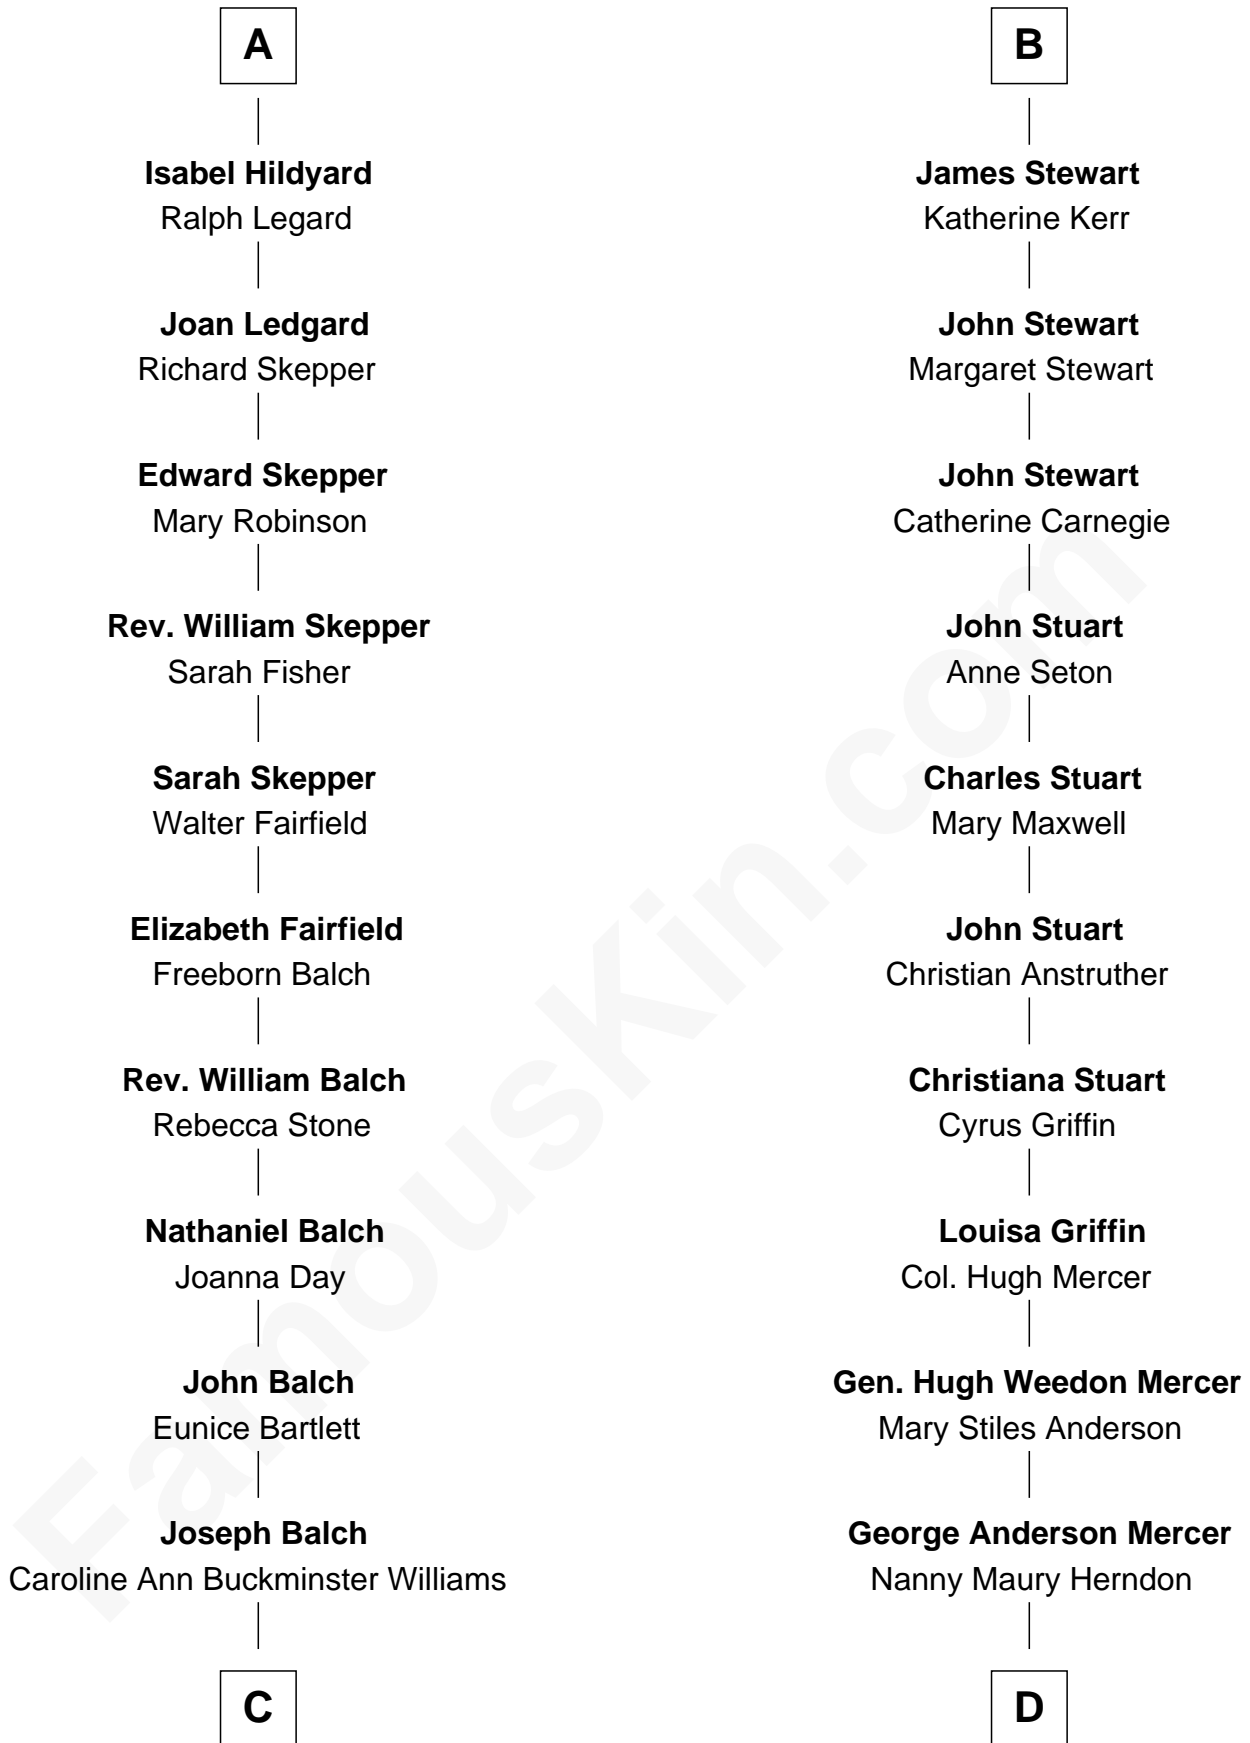 A
Isabel Hildyard
Ralph Legard
Joan Ledgard
Richard Skepper
Edward Skepper
Mary Robinson
Rev. William Skepper
Sarah Fisher
Sarah Skepper
Walter Fairfield
Elizabeth Fairfield
Freeborn Balch
Rev. William Balch
Rebecca Stone
Nathaniel Balch
Joanna Day
John Balch
Eunice Bartlett
Joseph Balch
Caroline Ann Buckminster Williams
C
B
James Stewart
Katherine Kerr
John Stewart
Margaret Stewart
John Stewart
Catherine Carnegie
John Stuart
Anne Seton
Charles Stuart
Mary Maxwell
John Stuart
Christian Anstruther
Christiana Stuart
Cyrus Griffin
Louisa Griffin
Col. Hugh Mercer
Gen. Hugh Weedon Mercer
Mary Stiles Anderson
George Anderson Mercer
Nanny Maury Herndon
D
FamousKin.com